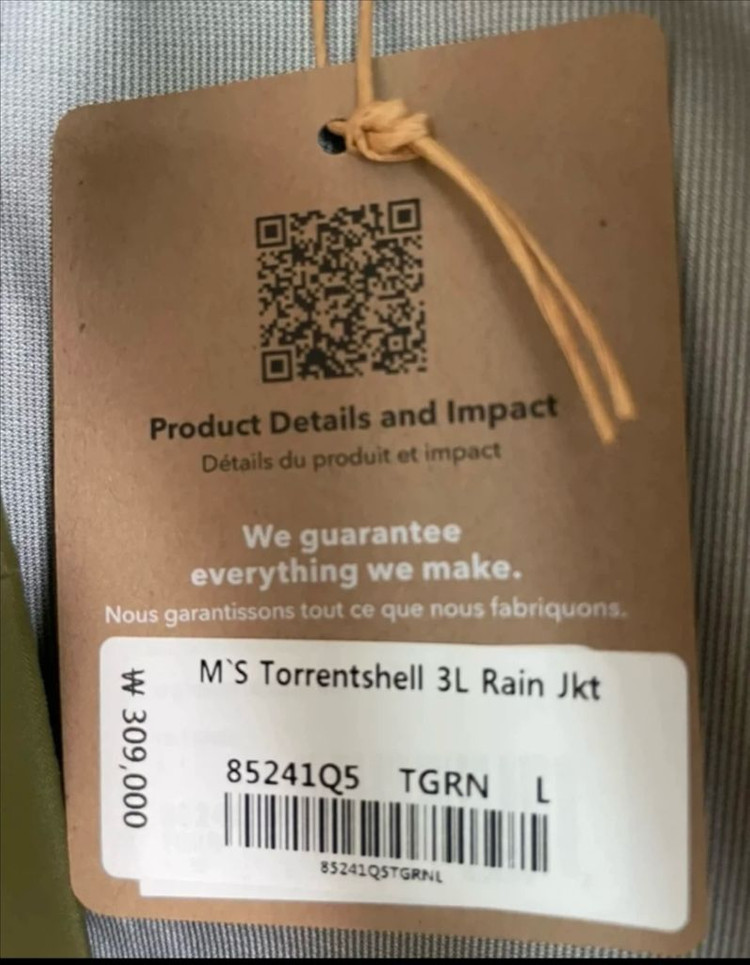 Product Details and Impact
Détails du produit et impact
We guarantee
everything we make.
Nous garantissons tout ce que nous fabriquons.
M`S Torrentshell 3L Rain Jkt
₩ 309,000
85241Q5 TGRN L
85241Q5TGRNL